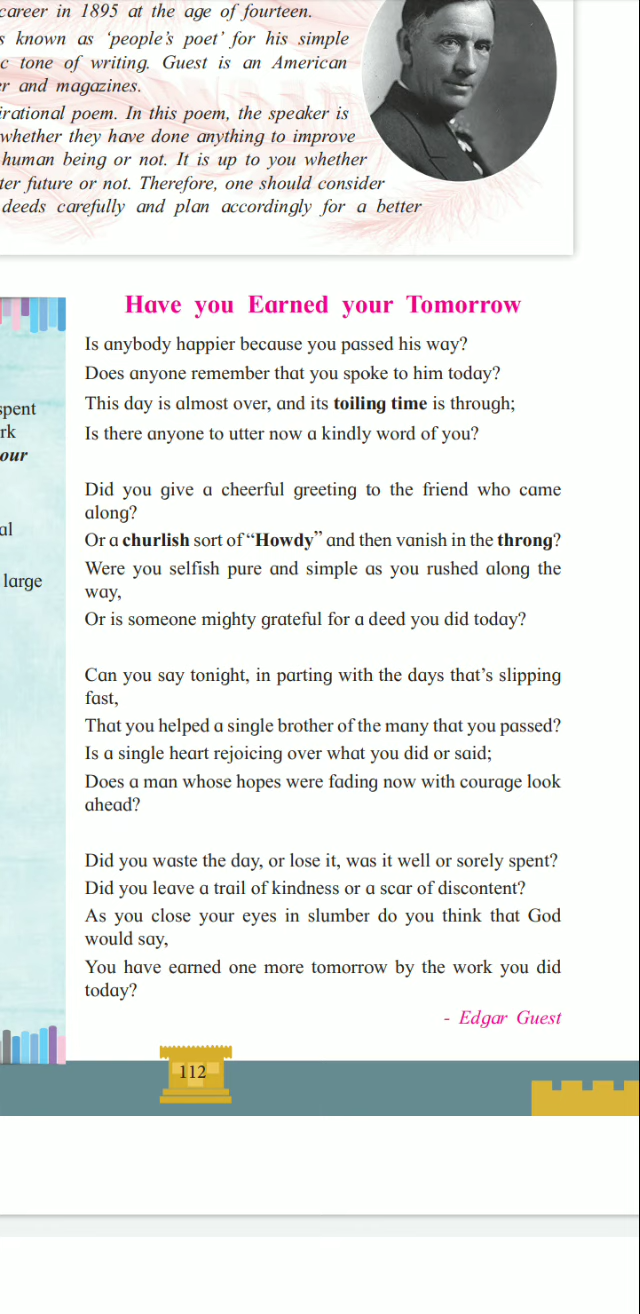 career in 1895 at the age of fourteen.
s known as ‘people’s poet’ for his simple
c tone of writing. Guest is an American
er and magazines.
irational poem. In this poem, the speaker is
whether they have done anything to improve
human being or not. It is up to you whether
ter future or not. Therefore, one should consider
deeds carefully and plan accordingly for a better
Have you Earned your Tomorrow
Is anybody happier because you passed his way?
Does anyone remember that you spoke to him today?
This day is almost over, and its toiling time is through;
Is there anyone to utter now a kindly word of you?
Did you give a cheerful greeting to the friend who came
along?
Or a churlish sort of “Howdy” and then vanish in the throng?
Were you selfish pure and simple as you rushed along the
way,
Or is someone mighty grateful for a deed you did today?
Can you say tonight, in parting with the days that’s slipping
fast,
That you helped a single brother of the many that you passed?
Is a single heart rejoicing over what you did or said;
Does a man whose hopes were fading now with courage look
ahead?
Did you waste the day, or lose it, was it well or sorely spent?
Did you leave a trail of kindness or a scar of discontent?
As you close your eyes in slumber do you think that God
would say,
You have earned one more tomorrow by the work you did
today?
- Edgar Guest
spent
rk
our
al
large
112